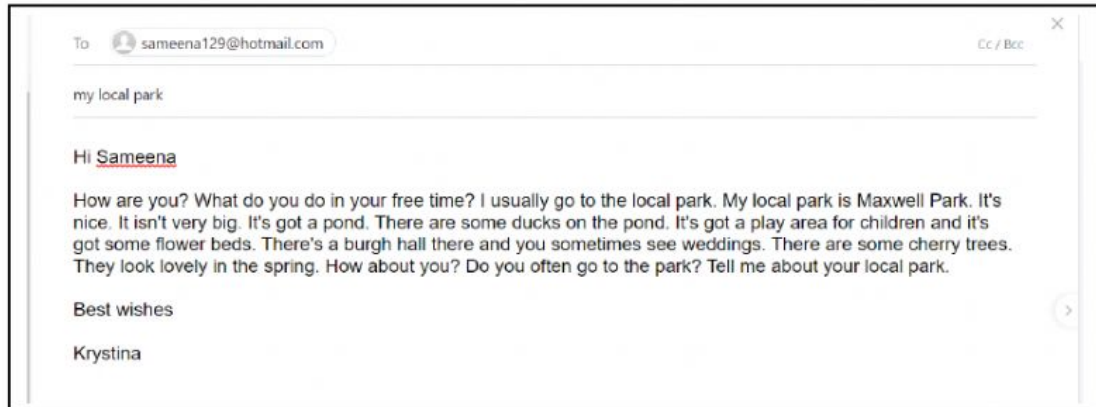 To sameena129@hotmail.com Cc / Bcc
my local park
Hi Sameena
How are you? What do you do in your free time? I usually go to the local park. My local park is Maxwell Park. It's
nice. It isn't very big. It's got a pond. There are some ducks on the pond. It's got a play area for children and it's
got some flower beds. There's a burgh hall there and you sometimes see weddings. There are some cherry trees.
They look lovely in the spring. How about you? Do you often go to the park? Tell me about your local park.
Best wishes
Krystina